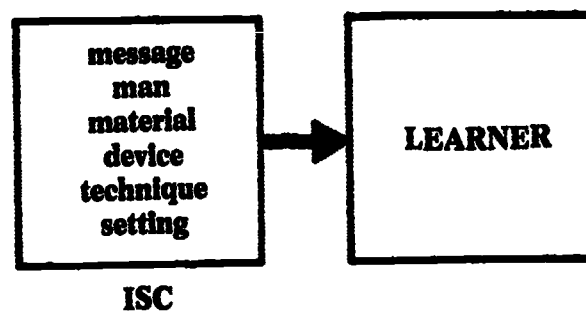 message
man
material
device
technique
setting
LEARNER
ISC